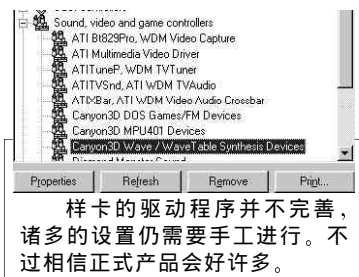 Sound, video and game controllers
ATI Bt829Pro, WDM Video Capture
ATI Multimedia Video Driver
ATITuneP, WDM TVTuner
ATITVSnd, ATI WDM TVAudio
ATIXBar, ATI WDM Video Audio Crossbar
Canyon3D DOS Games/FM Devices
Canyon3D MPU401 Devices
Canyon3D Wave / WaveTable Synthesis Devices
Diamond Monster Sound
Properties Refresh Remove Print...
样卡的驱动程序并不完善，
诸多的设置仍需要手工进行。不
过相信正式产品会好许多。